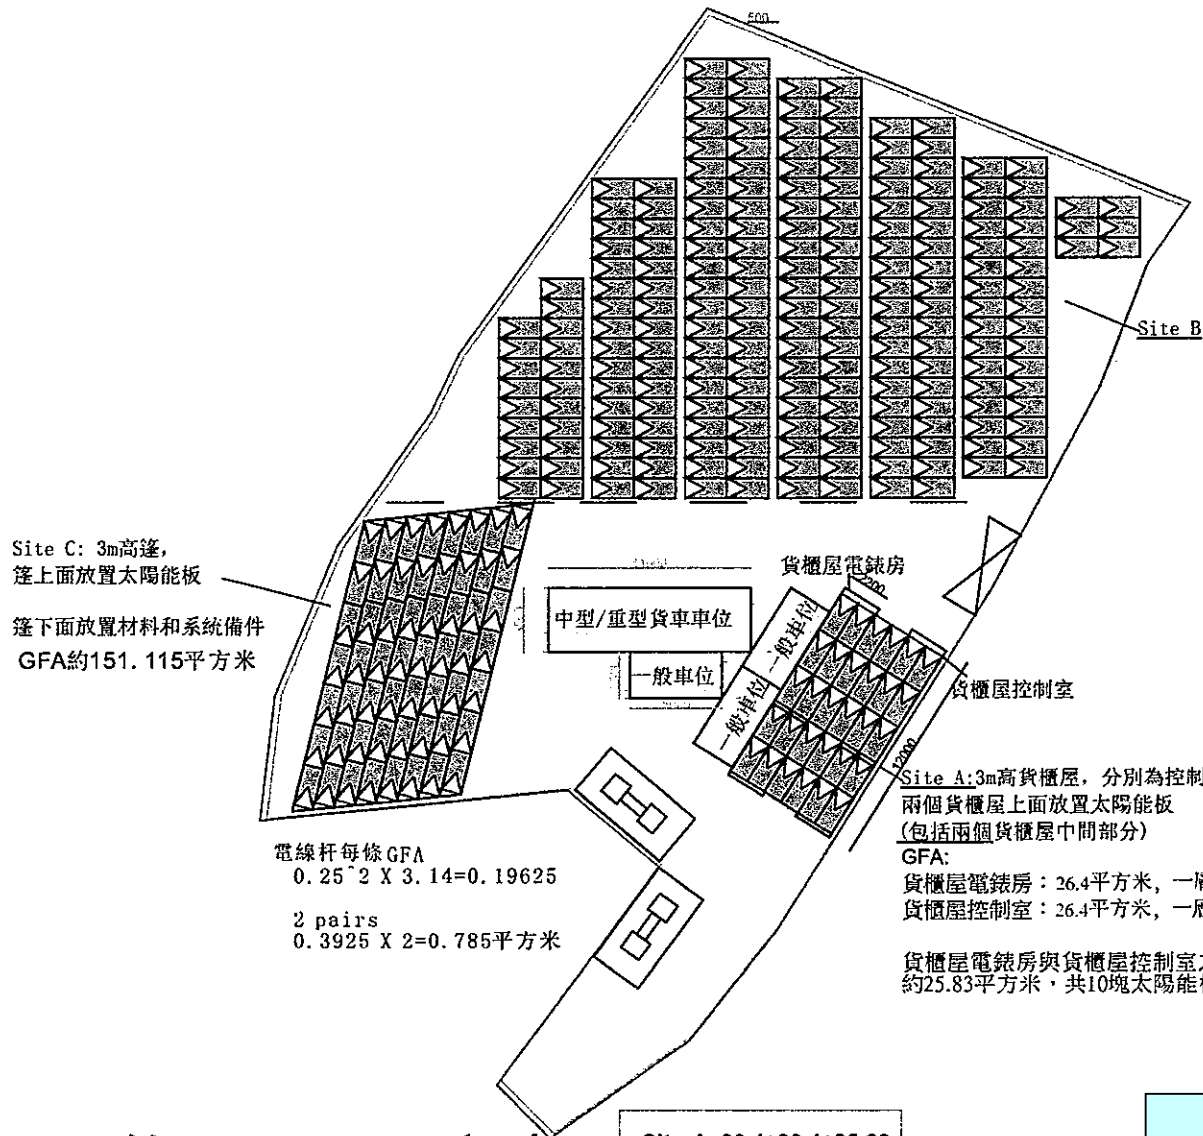 500
Site B
Site C: 3m高篷,
篷上面放置太陽能板
篷下面放置材料和系統備件
GFA約151.115平方米
貨櫃屋電錶房
2200
中型/重型貨車車位
一般車位
一般車位
一般車位
貨櫃屋控制室
12000
Site A:3m高貨櫃屋, 分別為控制
兩個貨櫃屋上面放置太陽能板
(包括兩個貨櫃屋中間部分)
GFA:
貨櫃屋電錶房：26.4平方米, 一層
貨櫃屋控制室：26.4平方米, 一層
貨櫃屋電錶房與貨櫃屋控制室
約25.83平方米，共10塊太陽能
電線杆每條GFA
0.25^2 X 3.14=0.19625
2 pairs
0.3925 X 2=0.785平方米